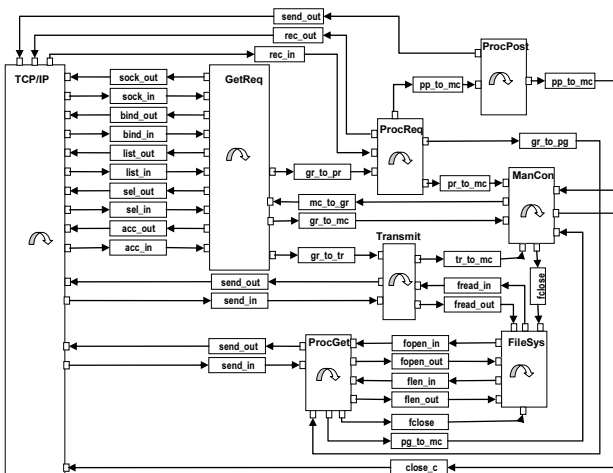 send_out
rec_out
rec_in
ProcPost
TCP/IP
GetReq
sock_out
pp_to_mc
pp_to_mc
sock_in
bind_out
ProcReq
bind_in
gr_to_pg
list_out
list_in
gr_to_pr
ManCon
sel_out
pr_to_mc
sel_in
mc_to_gr
gr_to_mc
acc_out
Transmit
acc_in
gr_to_tr
tr_to_mc
send_out
fread_in
fclose
send_in
fread_out
send_out
ProcGet
fopen_in
FileSys
send_in
fopen_out
flen_in
flen_out
fclose
pg_to_mc
close_c